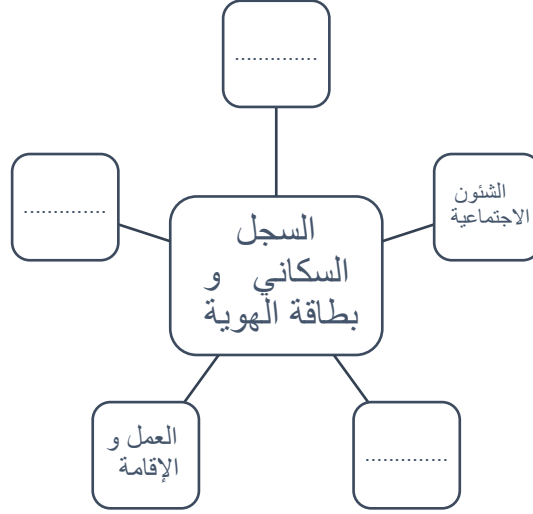 ..............
..............
الشئون
الاجتماعية
السجل
السكاني و
بطاقة الهوية
العمل و
الإقامة
..............